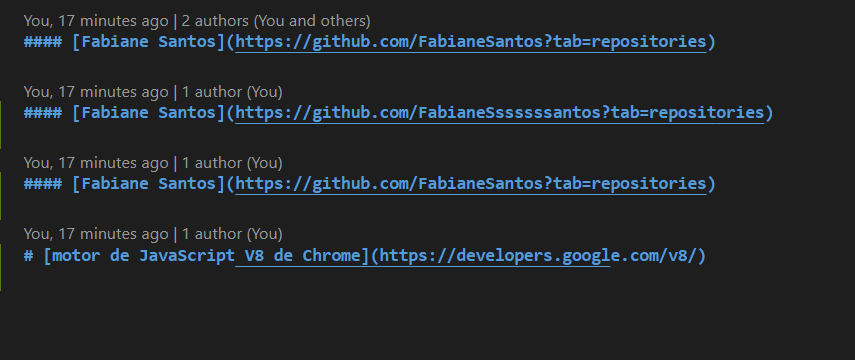 You, 17 minutes ago | 2 authors (You and others)
#### [Fabiane Santos](https://github.com/FabianeSantos?tab=repositories)
You, 17 minutes ago | 1 author (You)
#### [Fabiane Santos](https://github.com/FabianeSsssssssantos?tab=repositories)
You, 17 minutes ago | 1 author (You)
#### [Fabiane Santos](https://github.com/FabianeSantos?tab=repositories)
You, 17 minutes ago | 1 author (You)
# [motor de JavaScript V8 de Chrome](https://developers.google.com/v8/)